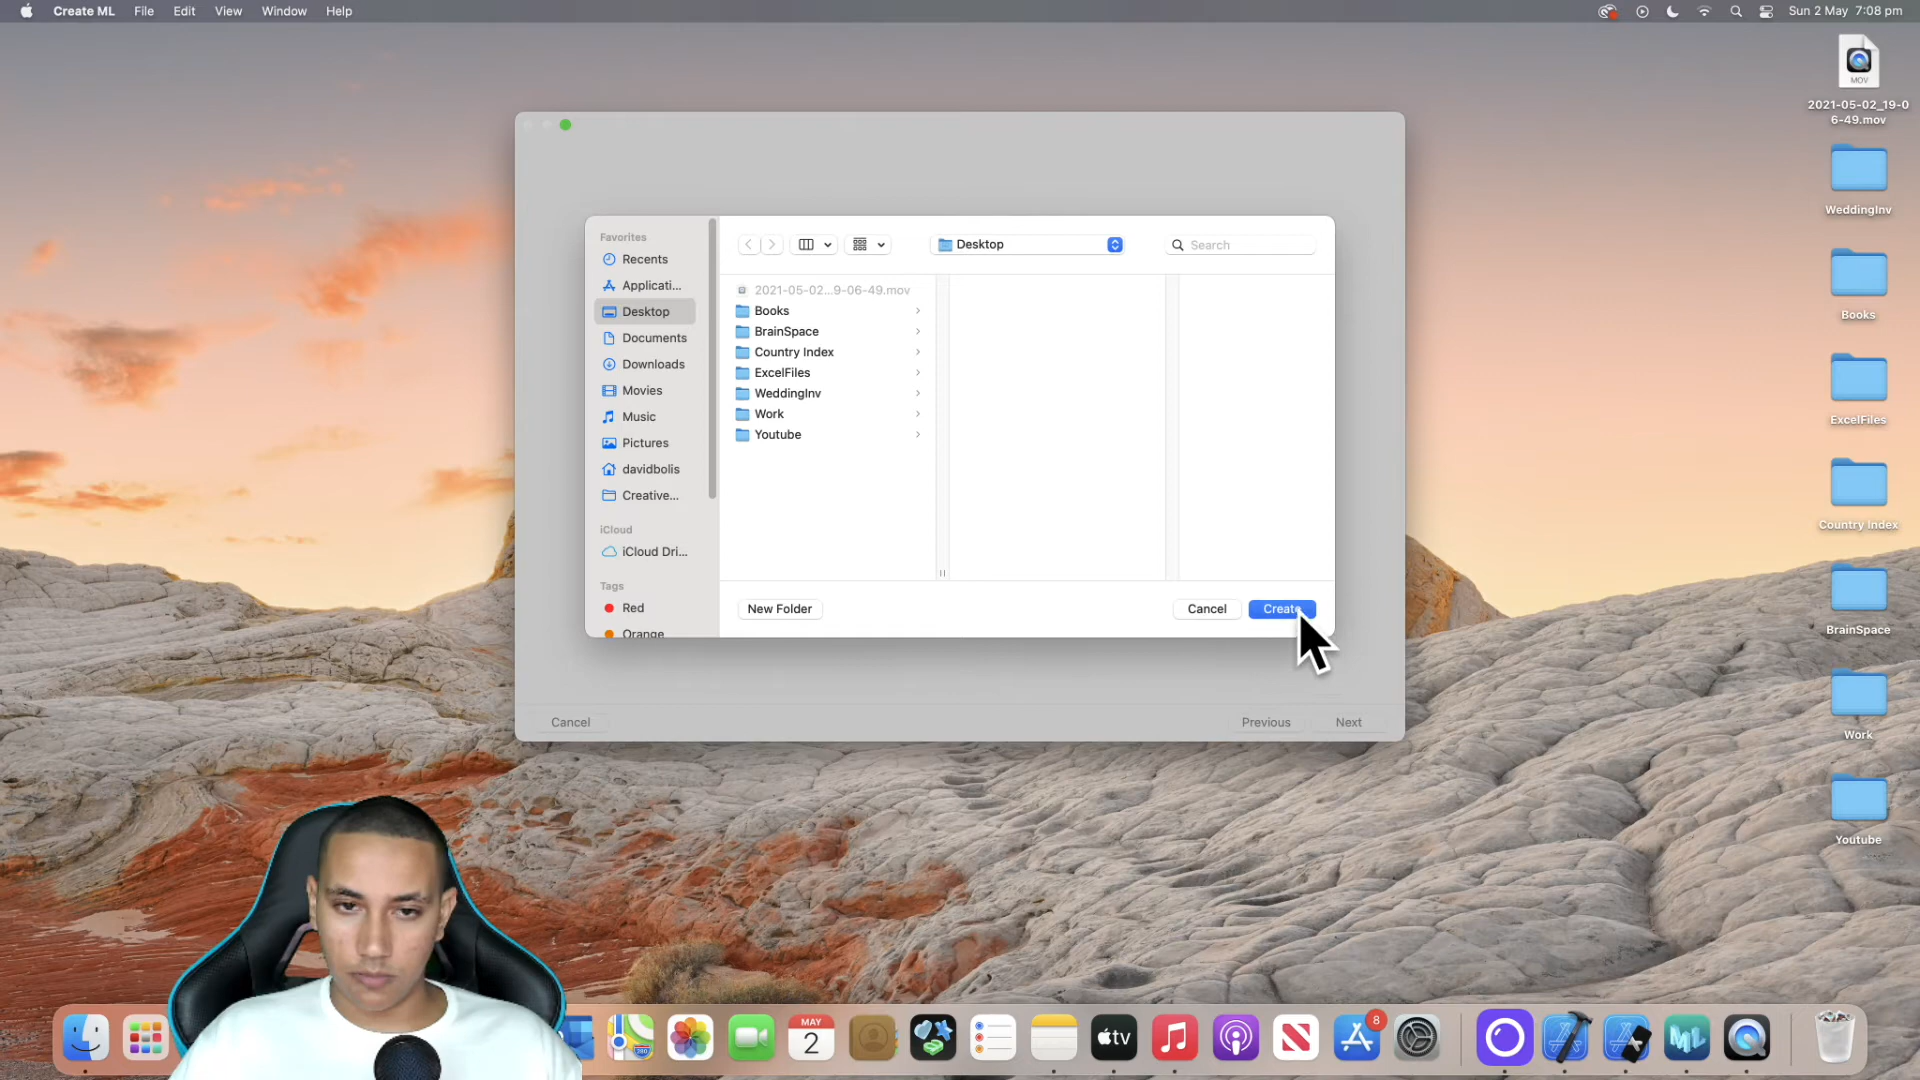 Create ML File Edit View Window Help
Sun 2 May 7:08 pm
MOV
2021-05-02_19-0
6-49.mov
WeddingInv
Books
ExcelFiles
Country Index
BrainSpace
Work
Youtube
Favorites
Recents
Applicati...
Desktop
Documents
Downloads
Movies
Music
Pictures
davidbolis
Creative...
iCloud
iCloud Dri...
Tags
Red
Orange
Desktop
Search
2021-05-02...9-06-49.mov
Books
BrainSpace
Country Index
ExcelFiles
WeddingInv
Work
Youtube
New Folder
Cancel
Create
Cancel
Previous
Next
MAY
2
tv
8
ML